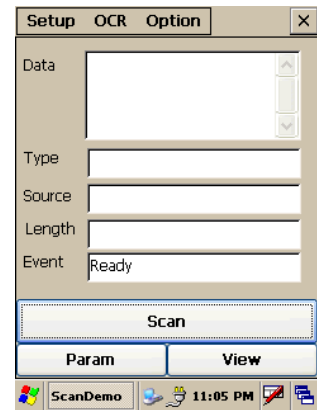 Setup OCR Option
Data
Type
Source
Length
Event Ready
Scan
Param View
ScanDemo 11:05 PM